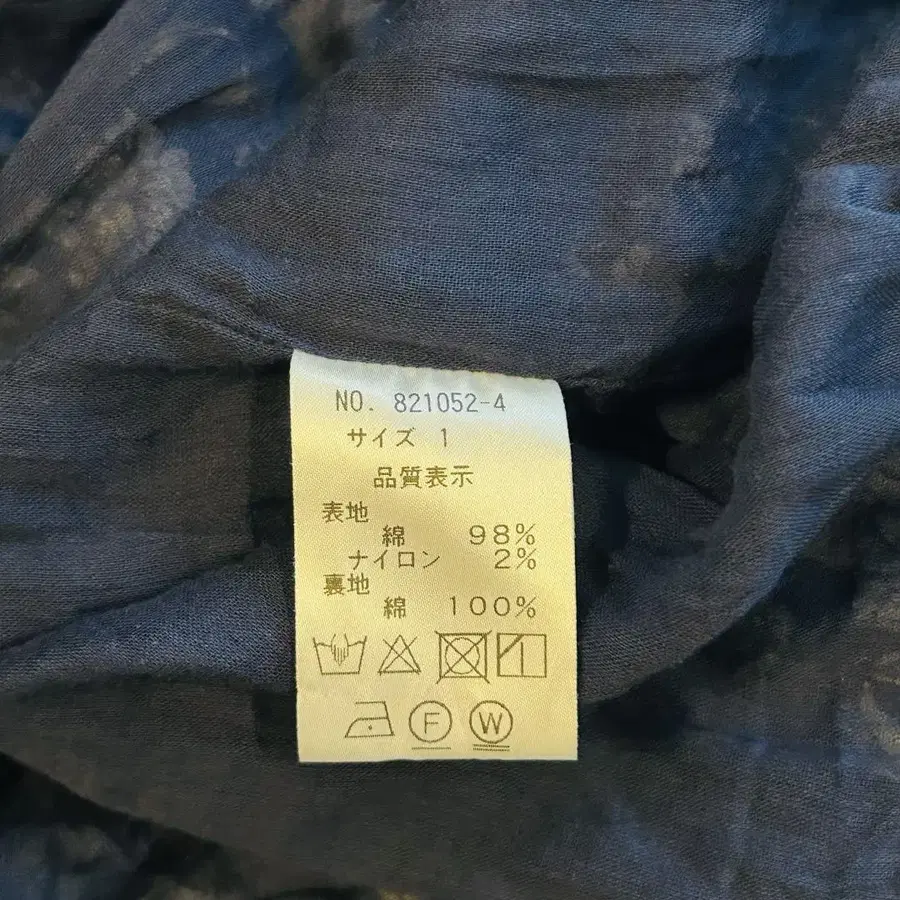 NO. 821052-4
サイズ 1
品質表示
表地
綿 98%
ナイロン 2%
裏地
綿 100%
F W